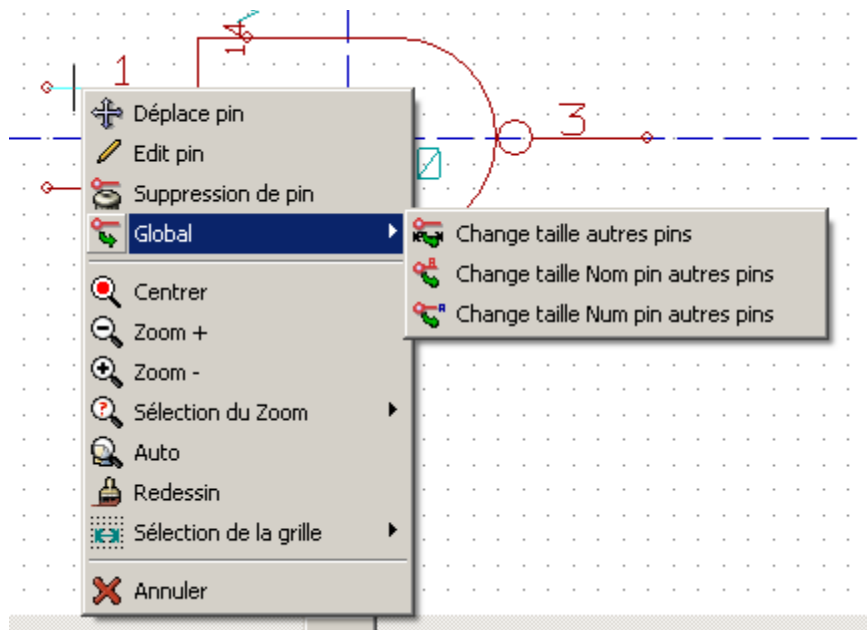 14
1
3
0
Déplace pin
Edit pin
Suppression de pin
Global
Change taille autres pins
Change taille Nom pin autres pins
Change taille Num pin autres pins
Centrer
Zoom +
Zoom -
Sélection du Zoom
Auto
Redessin
Sélection de la grille
Annuler